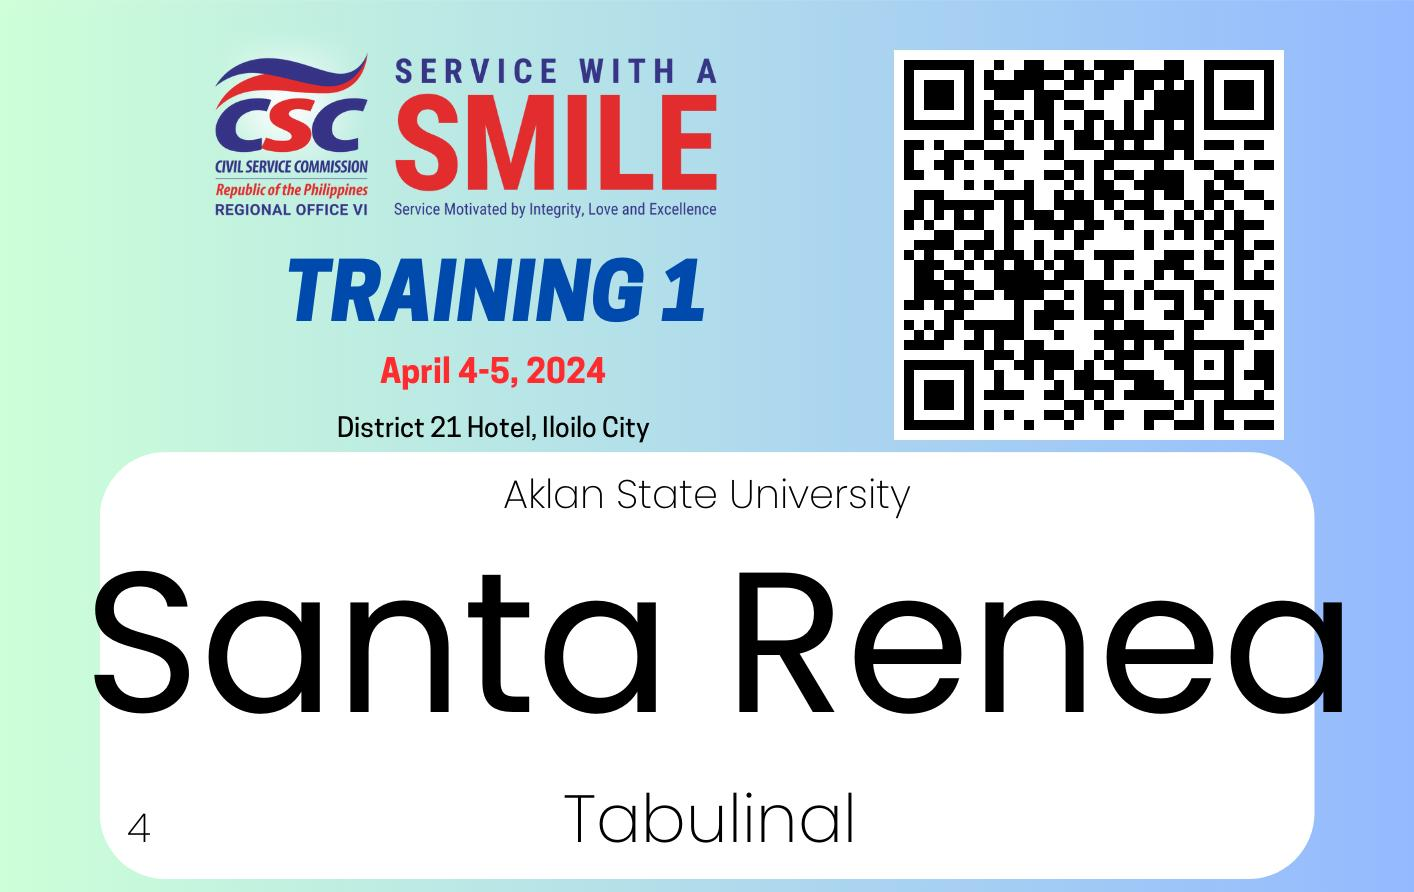 CSC
CIVIL SERVICE COMMISSION
Republic of the Philippines
REGIONAL OFFICE VI
SERVICE WITH A
SMILE
Service Motivated by Integrity, Love and Excellence
TRAINING 1
April 4-5, 2024
District 21 Hotel, Iloilo City
Aklan State University
Santa Renea
Tabulinal
4